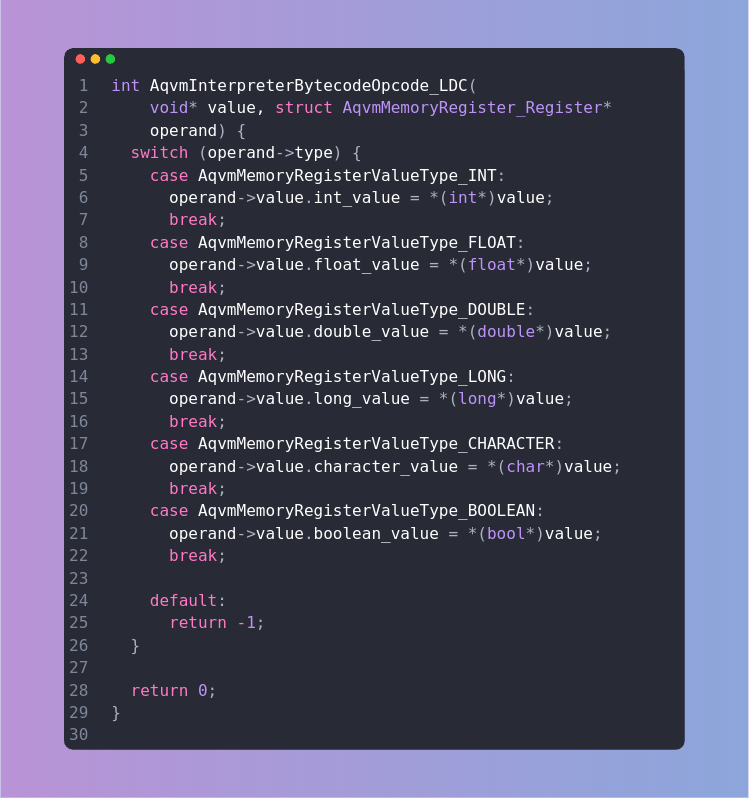 1 int AqvmInterpreterBytecodeOpcode_LDC(
2     void* value, struct AqvmMemoryRegister_Register*
3     operand) {
4   switch (operand->type) {
5     case AqvmMemoryRegisterValueType_INT:
6       operand->value.int_value = *(int*)value;
7       break;
8     case AqvmMemoryRegisterValueType_FLOAT:
9       operand->value.float_value = *(float*)value;
10       break;
11     case AqvmMemoryRegisterValueType_DOUBLE:
12       operand->value.double_value = *(double*)value;
13       break;
14     case AqvmMemoryRegisterValueType_LONG:
15       operand->value.long_value = *(long*)value;
16       break;
17     case AqvmMemoryRegisterValueType_CHARACTER:
18       operand->value.character_value = *(char*)value;
19       break;
20     case AqvmMemoryRegisterValueType_BOOLEAN:
21       operand->value.boolean_value = *(bool*)value;
22       break;
23
24     default:
25       return -1;
26   }
27
28   return 0;
29 }
30